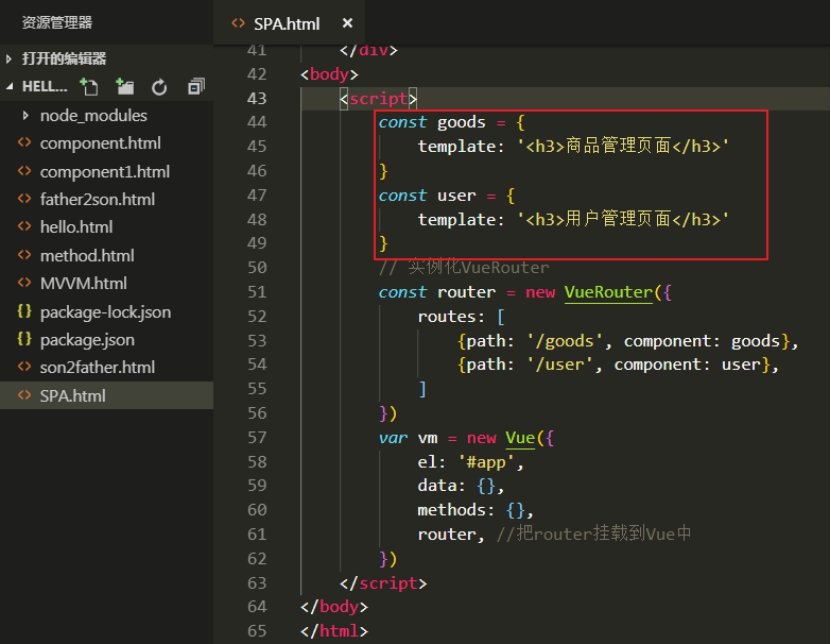 资源管理器
打开的编辑器
HELL...
node_modules
component.html
component1.html
father2son.html
hello.html
method.html
MVVM.html
package-lock.json
package.json
son2father.html
SPA.html
SPA.html ×
41 </div>
42 <body>
43 <script>
44 const goods = {
45 template: '<h3>商品管理页面</h3>'
46 }
47 const user = {
48 template: '<h3>用户管理页面</h3>'
49 }
50 // 实例化VueRouter
51 const router = new VueRouter({
52 routes: [
53 {path: '/goods', component: goods},
54 {path: '/user', component: user},
55 ]
56 })
57 var vm = new Vue({
58 el: '#app',
59 data: {},
60 methods: {},
61 router, //把router挂载到Vue中
62 })
63 </script>
64 </body>
65 </html>